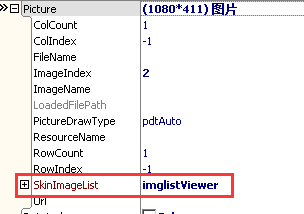 Picture (1080*411) 图片
ColCount 1
ColIndex -1
FileName
ImageIndex 2
ImageName
LoadedFilePath
PictureDrawType pdtAuto
ResourceName
RowCount 1
RowIndex -1
SkinImageList imglistViewer
Url